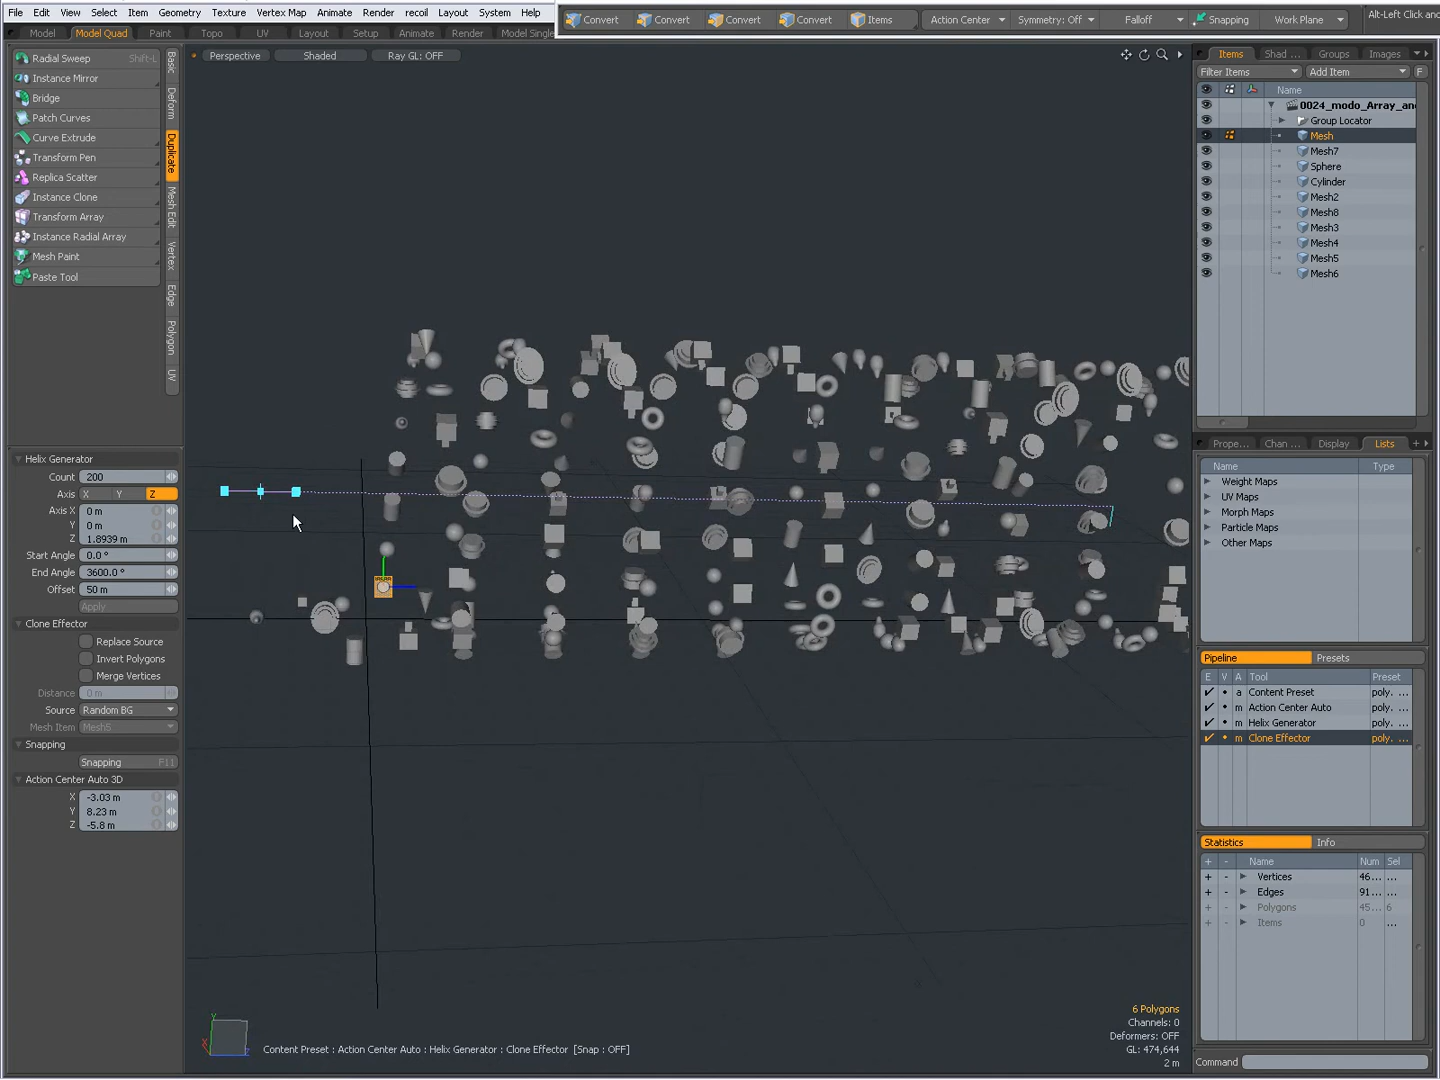 File Edit View Select Item Geometry Texture Vertex Map Animate Render recoil Layout System Help
Convert Convert Convert Convert Items Action Center Symmetry: Off Falloff Snapping Work Plane Alt-Left Click and
Model Model Quad Paint Topo UV Layout Setup Animate Render Model Single
Radial Sweep Shift-L
Instance Mirror
Bridge
Patch Curves
Curve Extrude
Transform Pen
Replica Scatter
Instance Clone
Transform Array
Instance Radial Array
Mesh Paint
Paste Tool
Basic
Deform
Duplicate
Mesh Edit
Vertex
Edge
Polygon
UV
Perspective Shaded Ray GL: OFF
Items Shad ... Groups Images
Filter Items Add Item F
Name
0024_modo_Array_and
Group Locator
Mesh
Mesh7
Sphere
Cylinder
Mesh2
Mesh8
Mesh3
Mesh4
Mesh5
Mesh6
Helix Generator
Count 200
Axis X Y Z
Axis X 0 m
Y 0 m
Z 1.8939 m
Start Angle 0.0 °
End Angle 3600.0 °
Offset 50 m
Apply
Clone Effector
Replace Source
Invert Polygons
Merge Vertices
Distance 0 m
Source Random BG
Mesh Item Mesh5
Snapping
Snapping F11
Action Center Auto 3D
X -3.03 m
Y 8.23 m
Z -5.8 m
Prope... Chan ... Display Lists +
Name Type
Weight Maps
UV Maps
Morph Maps
Particle Maps
Other Maps
Pipeline Presets
E V A Tool Preset
a Content Preset poly. ...
m Action Center Auto poly. ...
m Helix Generator poly. ...
m Clone Effector poly. ...
Statistics Info
+ - Name Num Sel
+ - Vertices 46... ...
+ - Edges 91... ...
+ - Polygons 45... 6
+ - Items 0 ...
6 Polygons
Channels: 0
Deformers: OFF
GL: 474,644
2 m
Y
X
Z
Content Preset : Action Center Auto : Helix Generator : Clone Effector [Snap : OFF]
Command